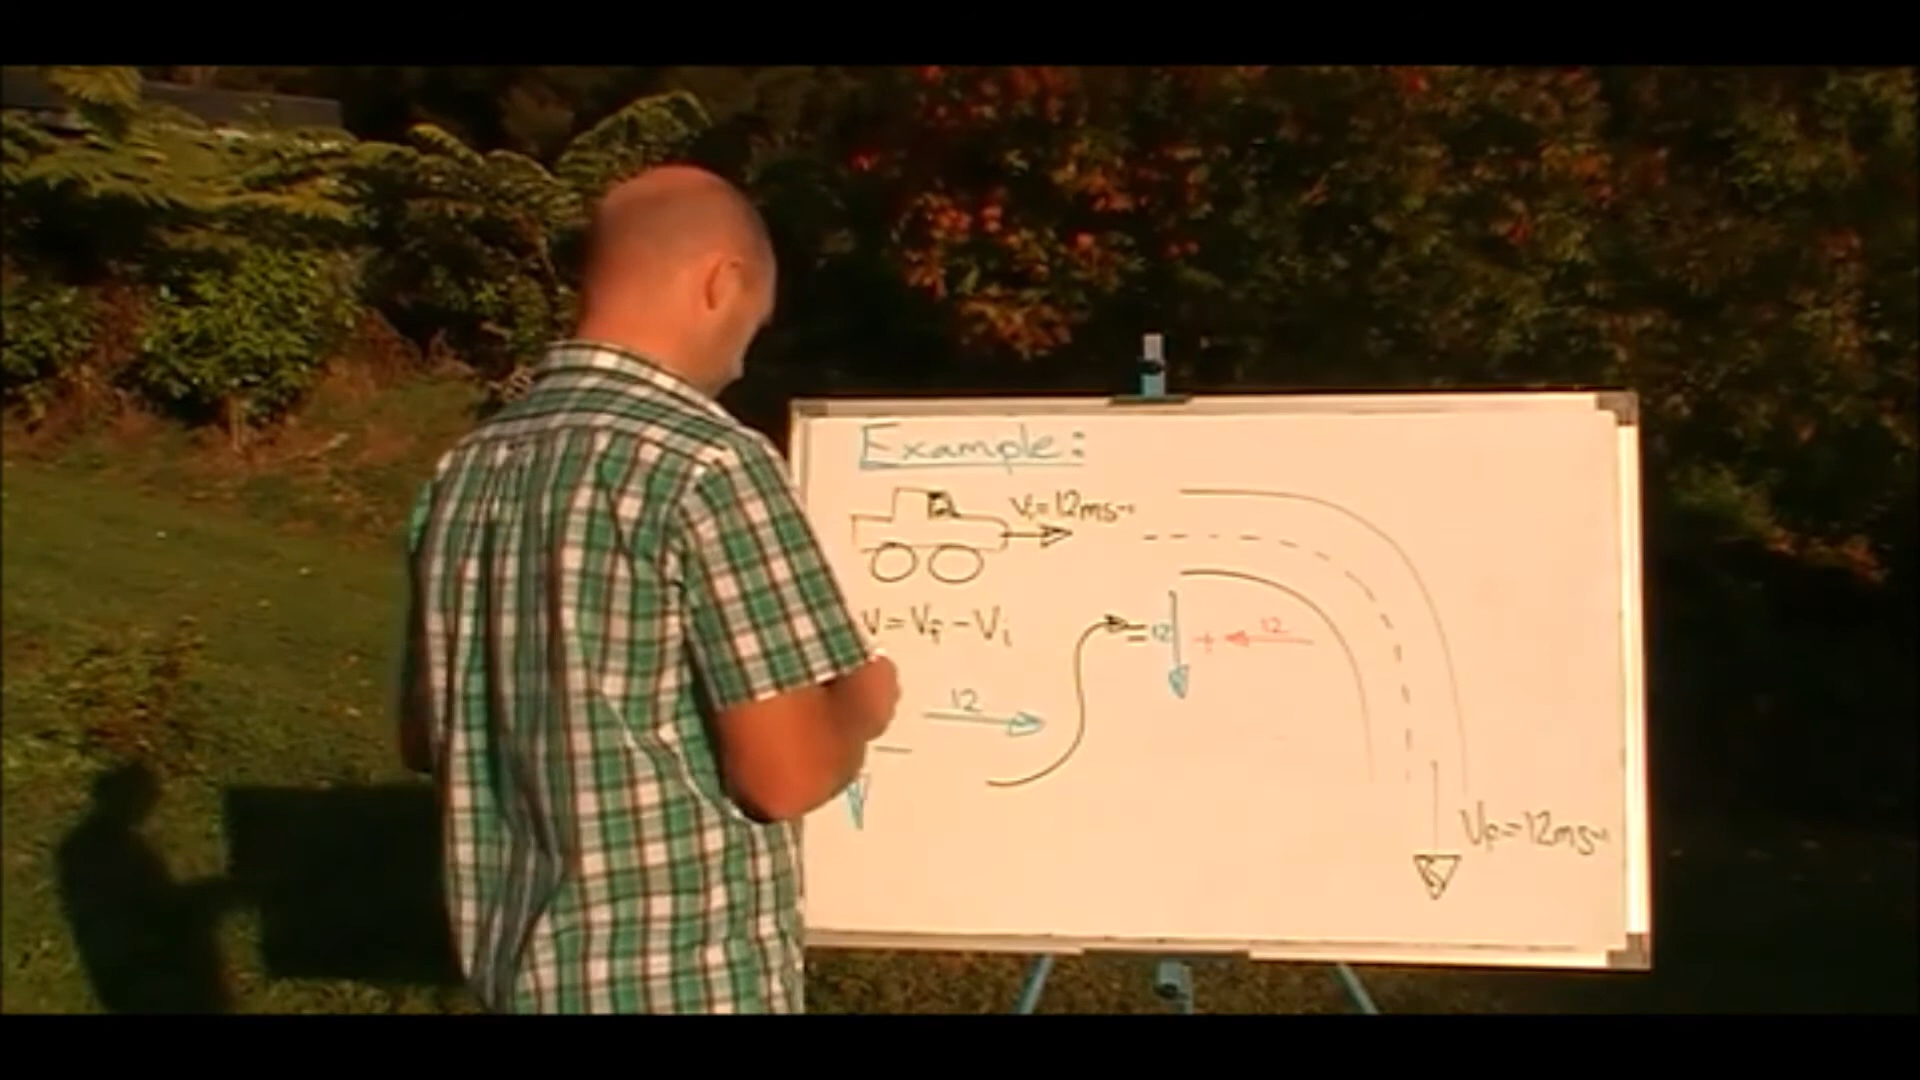 Example:
Vi=12ms⁻¹
V=Vf-Vi
=12 + 12
12
−
Vf=12ms⁻¹